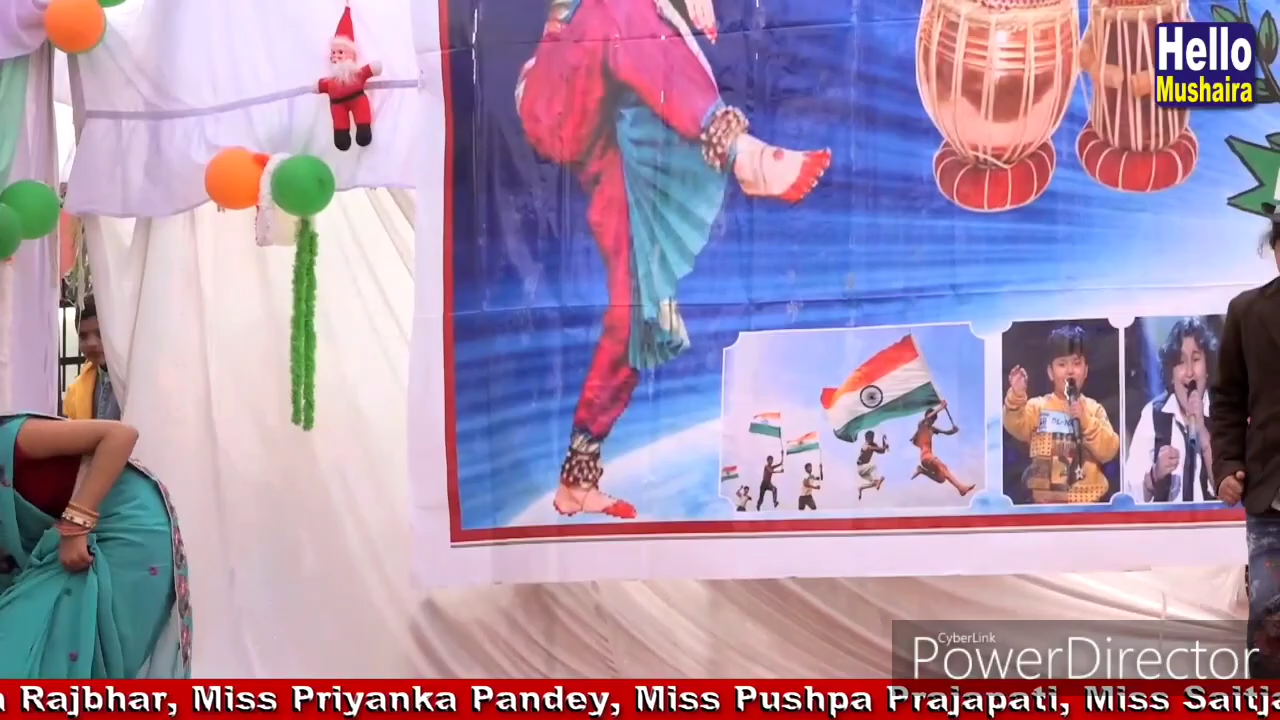 Hello
Mushaira
CyberLink
PowerDirector
Rajbhar, Miss Priyanka Pandey, Miss Pushpa Prajapati, Miss